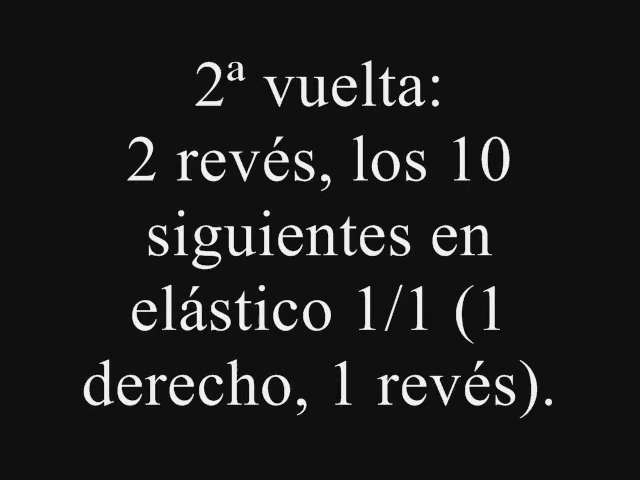 2ª vuelta:
2 revés, los 10
siguientes en
elástico 1/1 (1
derecho, 1 revés).